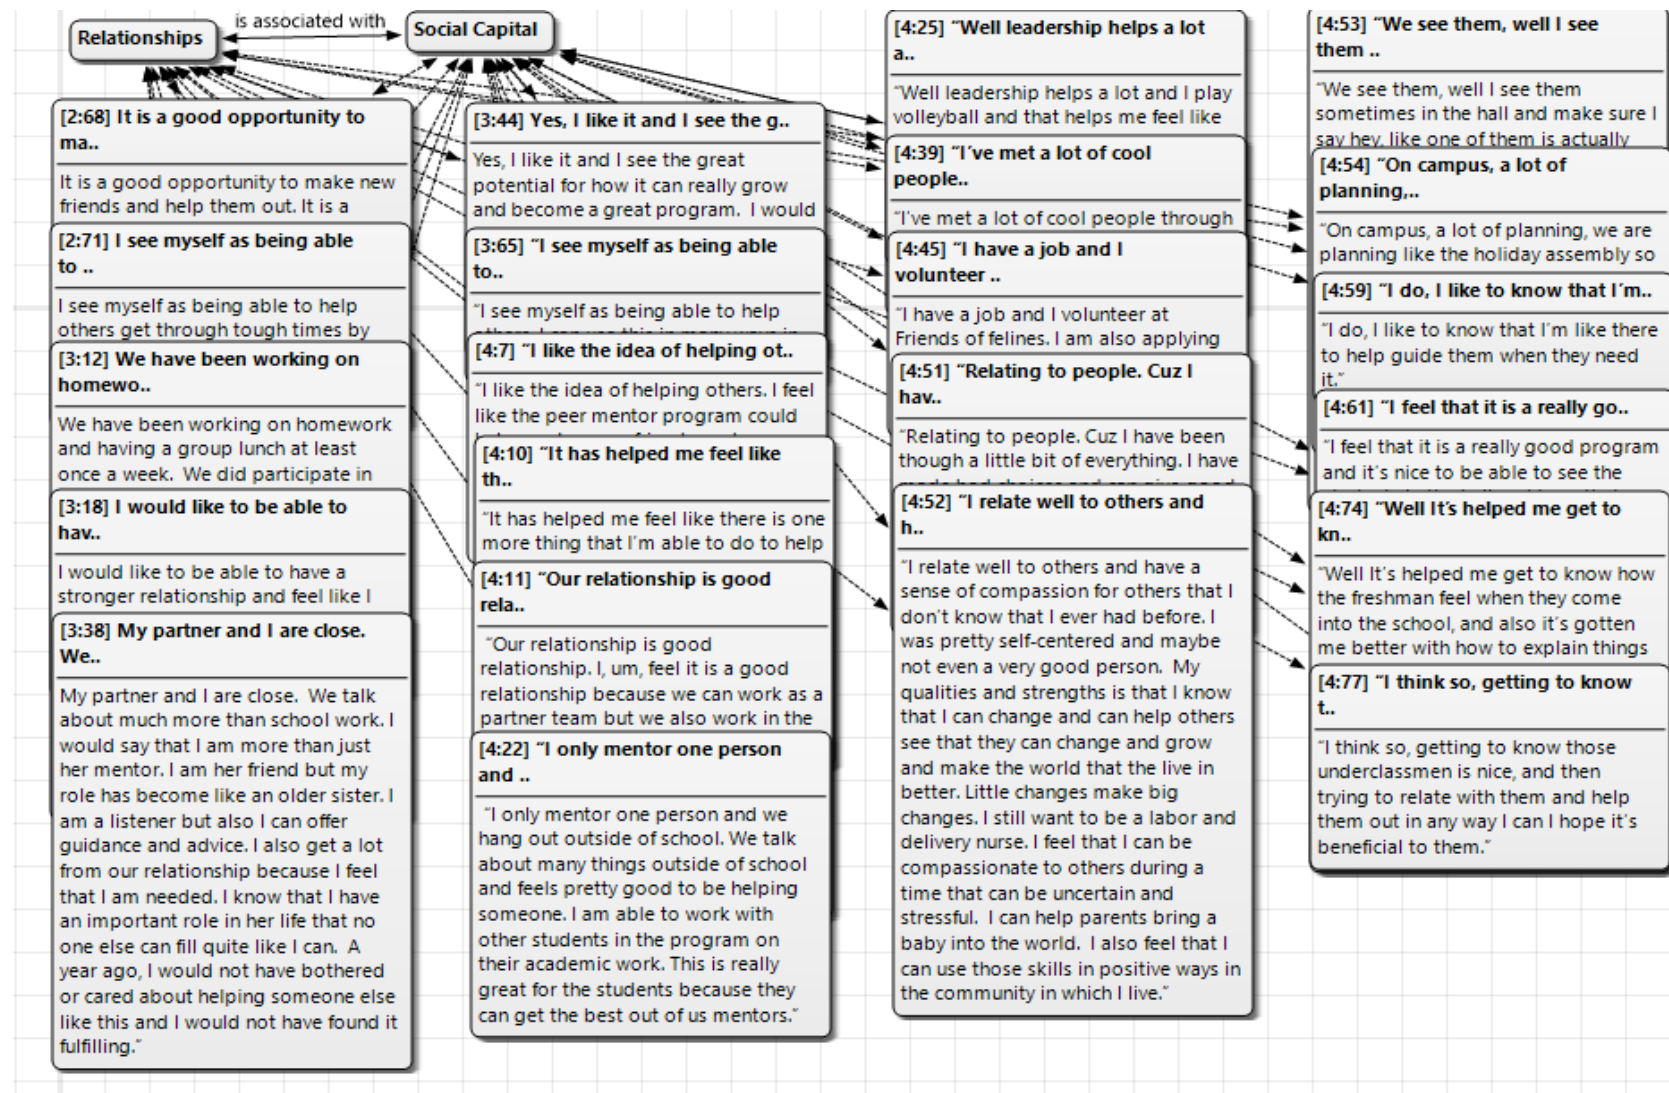 is associated with
Relationships
Social Capital
[2:68] It is a good opportunity to
ma..
It is a good opportunity to make new
friends and help them out. It is a
[2:71] I see myself as being able
to ..
I see myself as being able to help
others get through tough times by
[3:12] We have been working on
homewo..
We have been working on homework
and having a group lunch at least
once a week.  We did participate in
[3:18] I would like to be able to
hav..
I would like to be able to have a
stronger relationship and feel like I
[3:38] My partner and I are close.
We..
My partner and I are close.  We talk
about much more than school work. I
would say that I am more than just
her mentor. I am her friend but my
role has become like an older sister. I
am a listener but also I can offer
guidance and advice. I also get a lot
from our relationship because I feel
that I am needed. I know that I have
an important role in her life that no
one else can fill quite like I can.  A
year ago, I would not have bothered
or cared about helping someone else
like this and I would not have found it
fulfilling.”
[3:44] Yes, I like it and I see the g..
Yes, I like it and I see the great
potential for how it can really grow
and become a great program.  I would
[3:65] “I see myself as being able
to..
“I see myself as being able to help
others. I can use this in many ways in
[4:7] “I like the idea of helping ot..
“I like the idea of helping others. I feel
like the peer mentor program could
[4:10] “It has helped me feel like
th..
“It has helped me feel like there is one
more thing that I’m able to do to help
[4:11] “Our relationship is good
rela..
“Our relationship is good
relationship. I, um, feel it is a good
relationship because we can work as a
partner team but we also work in the
[4:22] “I only mentor one person
and ..
“I only mentor one person and we
hang out outside of school. We talk
about many things outside of school
and feels pretty good to be helping
someone. I am able to work with
other students in the program on
their academic work. This is really
great for the students because they
can get the best out of us mentors.”
[4:25] “Well leadership helps a lot
a..
“Well leadership helps a lot and I play
volleyball and that helps me feel like
[4:39] “I’ve met a lot of cool
people..
“I’ve met a lot of cool people through
[4:45] “I have a job and I
volunteer ..
“I have a job and I volunteer at
Friends of felines. I am also applying
[4:51] “Relating to people. Cuz I
hav..
“Relating to people. Cuz I have been
though a little bit of everything. I have
made bad choices and can give good
[4:52] “I relate well to others and
h..
“I relate well to others and have a
sense of compassion for others that I
don’t know that I ever had before. I
was pretty self-centered and maybe
not even a very good person.  My
qualities and strengths is that I know
that I can change and can help others
see that they can change and grow
and make the world that the live in
better. Little changes make big
changes. I still want to be a labor and
delivery nurse. I feel that I can be
compassionate to others during a
time that can be uncertain and
stressful.  I can help parents bring a
baby into the world.  I also feel that I
can use those skills in positive ways in
the community in which I live.”
[4:53] “We see them, well I see
them ..
“We see them, well I see them
sometimes in the hall and make sure I
say hey, like one of them is actually
[4:54] “On campus, a lot of
planning,..
“On campus, a lot of planning, we are
planning like the holiday assembly so
[4:59] “I do, I like to know that I’m..
“I do, I like to know that I’m like there
to help guide them when they need
it.”
[4:61] “I feel that it is a really go..
“I feel that it is a really good program
and it’s nice to be able to see the
[4:74] “Well It’s helped me get to
kn..
“Well It’s helped me get to know how
the freshman feel when they come
into the school, and also it’s gotten
me better with how to explain things
[4:77] “I think so, getting to know
t..
“I think so, getting to know those
underclassmen is nice, and then
trying to relate with them and help
them out in any way I can I hope it’s
beneficial to them.”